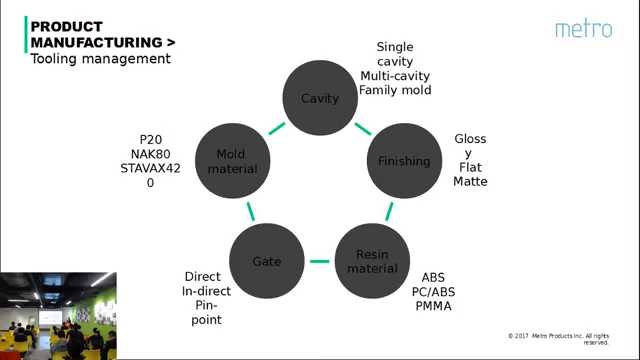 PRODUCT
MANUFACTURING >
Tooling management
metro
Single
cavity
Multi-cavity
Family mold
Cavity
P20
NAK80
STAVAX42
0
Mold
material
Finishing
Gloss
y
Flat
Matte
Gate
Resin
material
Direct
In-direct
Pin-
point
ABS
PC/ABS
PMMA
© 2017 Metro Products Inc. All rights
reserved.